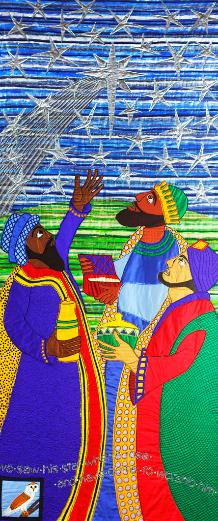 we saw his star when it rose
and have come to worship him